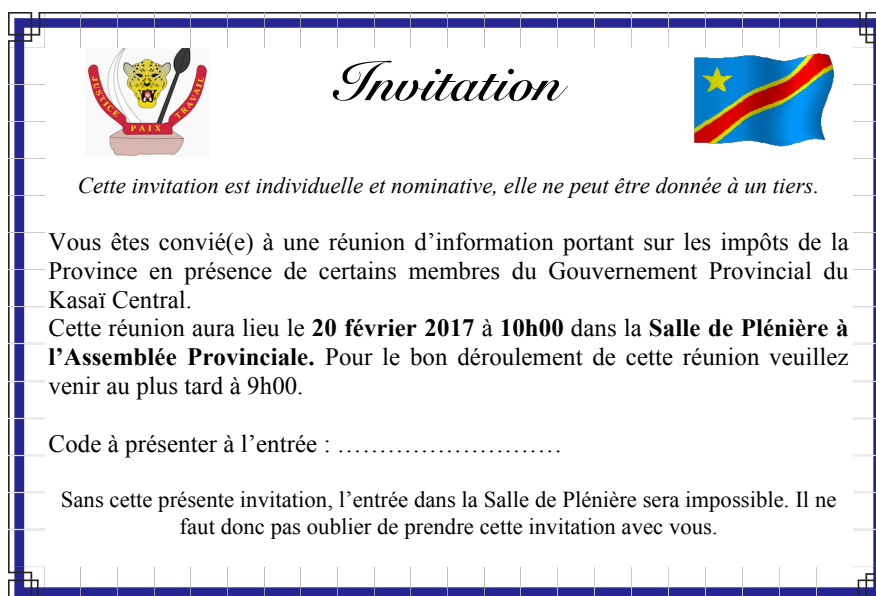 Invitation
JUSTICE PAIX TRAVAIL
Cette invitation est individuelle et nominative, elle ne peut être donnée à un tiers.
Vous êtes convié(e) à une réunion d’information portant sur les impôts de la
Province en présence de certains membres du Gouvernement Provincial du
Kasaï Central.
Cette réunion aura lieu le 20 février 2017 à 10h00 dans la Salle de Plénière à
l’Assemblée Provinciale. Pour le bon déroulement de cette réunion veuillez
venir au plus tard à 9h00.
Code à présenter à l’entrée : ………………………
Sans cette présente invitation, l’entrée dans la Salle de Plénière sera impossible. Il ne
faut donc pas oublier de prendre cette invitation avec vous.